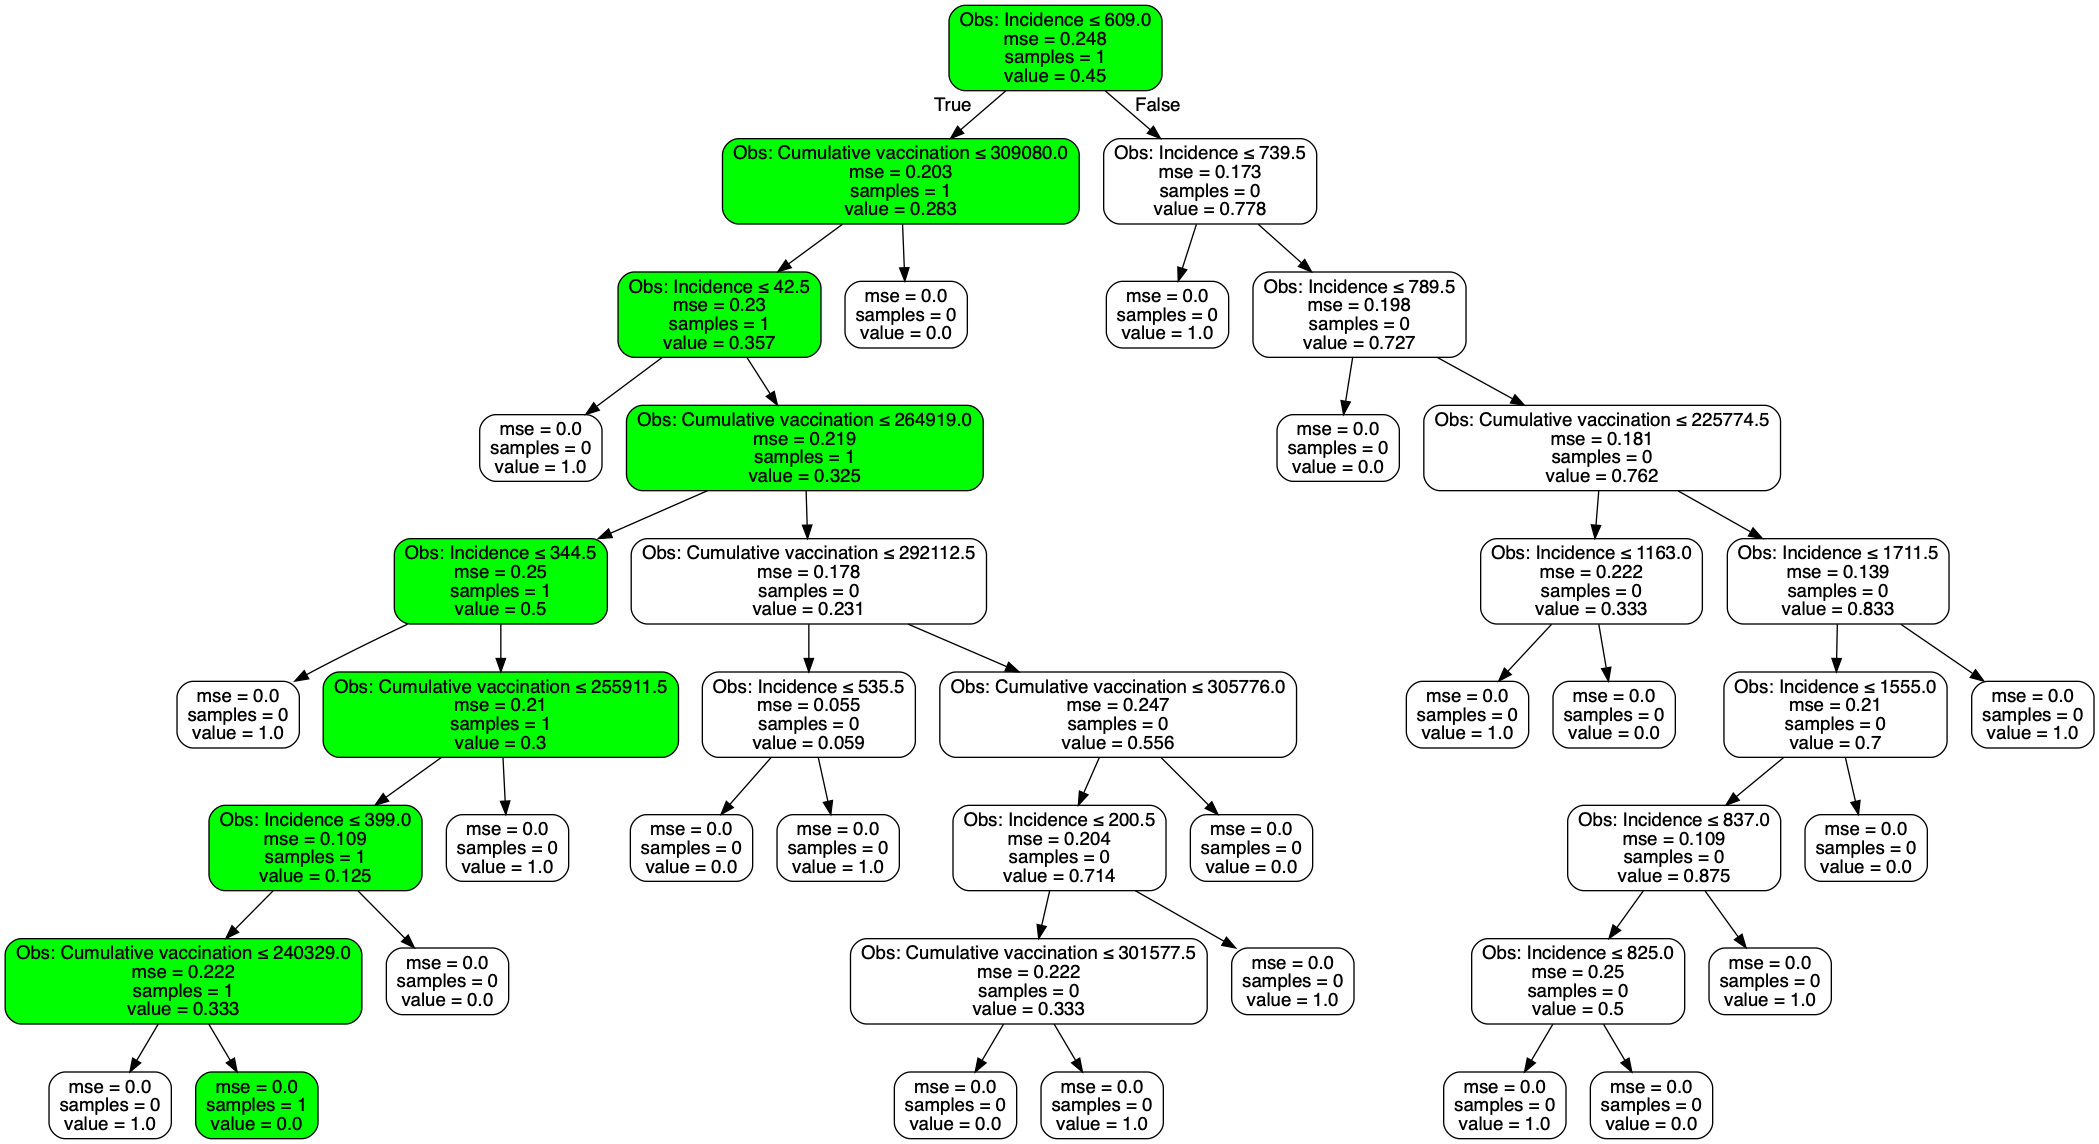 Obs: Incidence ≤ 609.0
mse = 0.248
samples = 1
value = 0.45
True
False
Obs: Cumulative vaccination ≤ 309080.0
mse = 0.203
samples = 1
value = 0.283
Obs: Incidence ≤ 739.5
mse = 0.173
samples = 0
value = 0.778
Obs: Incidence ≤ 42.5
mse = 0.23
samples = 1
value = 0.357
mse = 0.0
samples = 0
value = 0.0
mse = 0.0
samples = 0
value = 1.0
Obs: Incidence ≤ 789.5
mse = 0.198
samples = 0
value = 0.727
mse = 0.0
samples = 0
value = 1.0
Obs: Cumulative vaccination ≤ 264919.0
mse = 0.219
samples = 1
value = 0.325
mse = 0.0
samples = 0
value = 0.0
Obs: Cumulative vaccination ≤ 225774.5
mse = 0.181
samples = 0
value = 0.762
Obs: Incidence ≤ 344.5
mse = 0.25
samples = 1
value = 0.5
Obs: Cumulative vaccination ≤ 292112.5
mse = 0.178
samples = 0
value = 0.231
Obs: Incidence ≤ 1163.0
mse = 0.222
samples = 0
value = 0.333
Obs: Incidence ≤ 1711.5
mse = 0.139
samples = 0
value = 0.833
mse = 0.0
samples = 0
value = 1.0
Obs: Cumulative vaccination ≤ 255911.5
mse = 0.21
samples = 1
value = 0.3
Obs: Incidence ≤ 535.5
mse = 0.055
samples = 0
value = 0.059
Obs: Cumulative vaccination ≤ 305776.0
mse = 0.247
samples = 0
value = 0.556
mse = 0.0
samples = 0
value = 1.0
mse = 0.0
samples = 0
value = 0.0
Obs: Incidence ≤ 1555.0
mse = 0.21
samples = 0
value = 0.7
mse = 0.0
samples = 0
value = 1.0
Obs: Incidence ≤ 399.0
mse = 0.109
samples = 1
value = 0.125
mse = 0.0
samples = 0
value = 1.0
mse = 0.0
samples = 0
value = 0.0
mse = 0.0
samples = 0
value = 1.0
Obs: Incidence ≤ 200.5
mse = 0.204
samples = 0
value = 0.714
mse = 0.0
samples = 0
value = 0.0
Obs: Incidence ≤ 837.0
mse = 0.109
samples = 0
value = 0.875
mse = 0.0
samples = 0
value = 0.0
Obs: Cumulative vaccination ≤ 240329.0
mse = 0.222
samples = 1
value = 0.333
mse = 0.0
samples = 0
value = 0.0
Obs: Cumulative vaccination ≤ 301577.5
mse = 0.222
samples = 0
value = 0.333
mse = 0.0
samples = 0
value = 1.0
Obs: Incidence ≤ 825.0
mse = 0.25
samples = 0
value = 0.5
mse = 0.0
samples = 0
value = 1.0
mse = 0.0
samples = 0
value = 1.0
mse = 0.0
samples = 1
value = 0.0
mse = 0.0
samples = 0
value = 0.0
mse = 0.0
samples = 0
value = 1.0
mse = 0.0
samples = 0
value = 1.0
mse = 0.0
samples = 0
value = 0.0